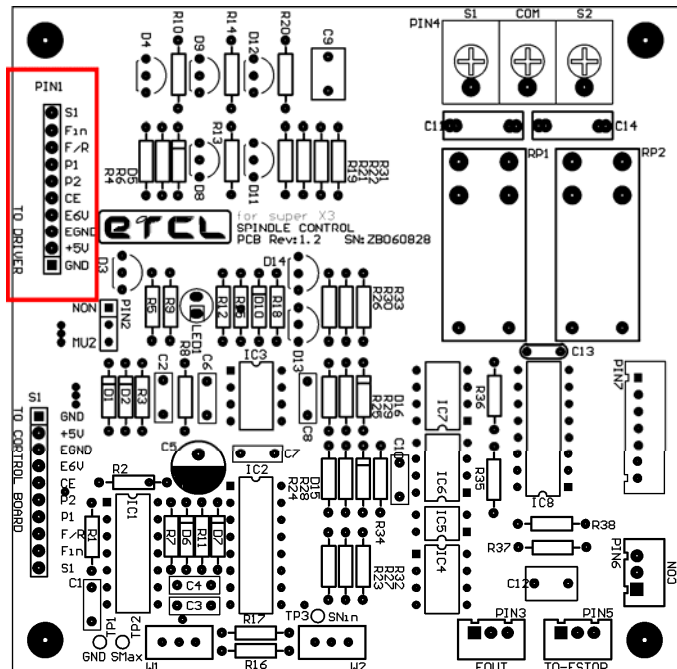 S1 COM S2
PIN4
R10 R14 R20
D4 D9 D12 C9
PIN1
S1
Fin
F/R
P1
P2
CE
E6V
EGND
+5V
GND
TO DRIVER
C11 C14
RP1 RP2
R13
R4 R6 D5 D8 D11 R19 R21 R22 R31
ETCL
for super X3
SPINDLE CONTROL
PCB Rev:1.2 SN:ZB060828
D3 D14
R5 R9 LED1 R12 D10 R18 R26 R30 R33
NON
PIN2
MV2
R8 IC3 D13 C13
D1 D2 R3 C2 C6 C8 R25 R29 D16 IC7 R36 PIN7
S1
GND
+5V
EGND
E6V
CE
P2
P1
F/R
Fin
S1
TO CONTROL BOARD
C5 C7
R2 IC1 IC2 R24 R28 D15 C10 IC6 R35 IC8
R34
R1 R7 D6 R11 D7 IC5 R38
R23 R27 R32 IC4 R37
C1 C4 C3 C12 PIN6 CON
TP1 TP2 R17 TP3 SNin PIN3 PIN5
GND SMax
W1 R16 W2 FOUT TO-ESTOP